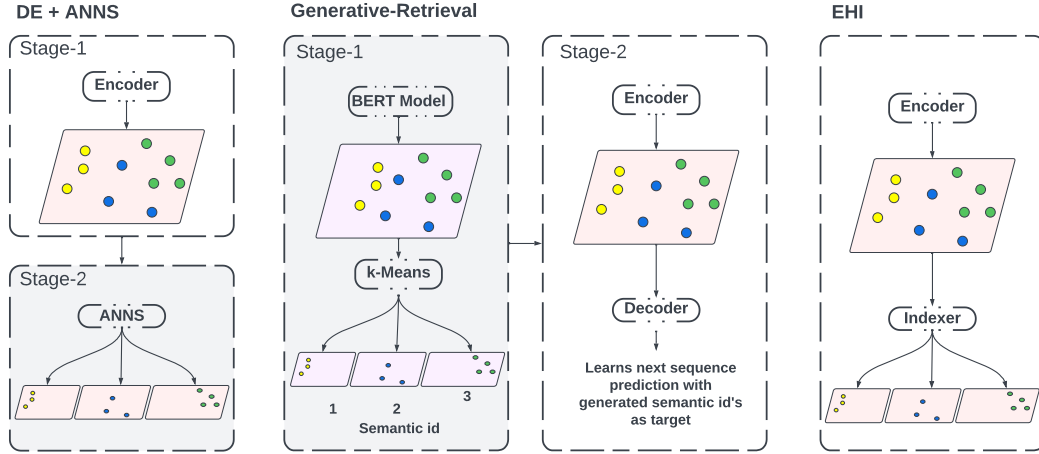 DE + ANNS
Stage-1
Encoder
Stage-2
ANNS
Generative-Retrieval
Stage-1
BERT Model
k-Means
1
2
3
Semantic id
Stage-2
Encoder
Decoder
Learns next sequence
prediction with
generated semantic id's
as target
EHI
Encoder
Indexer